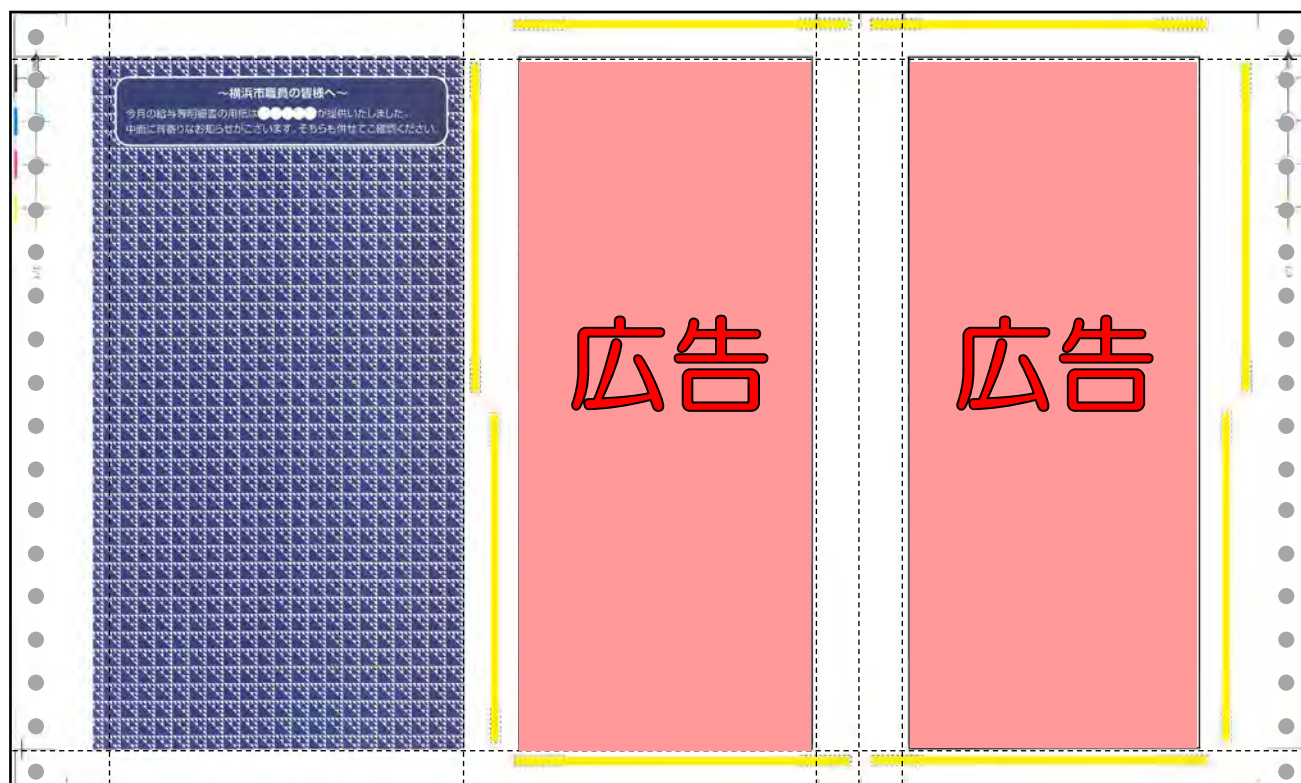 ~横浜市職員の皆様へ~
今月の給与等明細書の用紙は●●●●●が提供いたしました。
中面に耳寄りなお知らせがございます。そちらも併せてご確認ください。
広告
広告